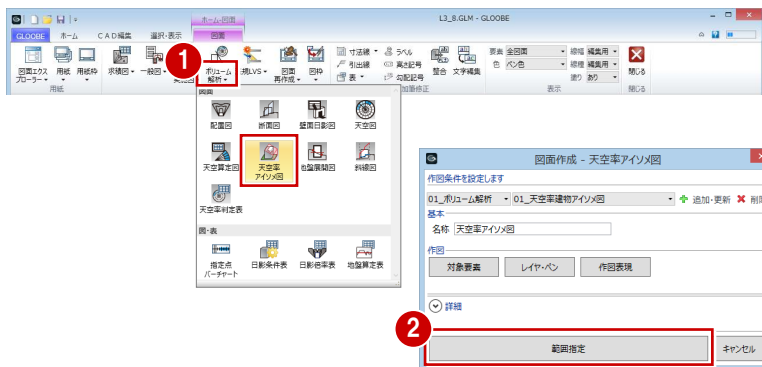 ホーム-図面
L3_8.GLM - GLOOBE
GLOOBE ホーム CAD編集 選択・表示 図面
図面エクス プローラー 用紙 用紙枠 求積図 一般図 ボリューム 解析 規LVS 図面 再作成 図枠
寸法線 ラベル
引出線 高さ記号
表 勾配記号
整合 文字編集
要素 全図面 線幅 編集用
色 ペン色 線種 編集用
塗り あり
閉じる
用紙 加筆修正 表示 閉じる
1
図面
配置図 断面図 壁面日影図 天空図
天空算定図 天空率 アイソメ図 地盤展開図 斜線図
天空率判定表
図・表
指定点 バーチャート 日影条件表 日影倍率表 地盤算定表
図面作成 - 天空率アイソメ図
作図条件を設定します
01_ボリューム解析 01_天空率建物アイソメ図 追加・更新 削除
基本
名称 天空率アイソメ図
作図
対象要素 レイヤ・ペン 作図表現
詳細
2
範囲指定 キャンセル